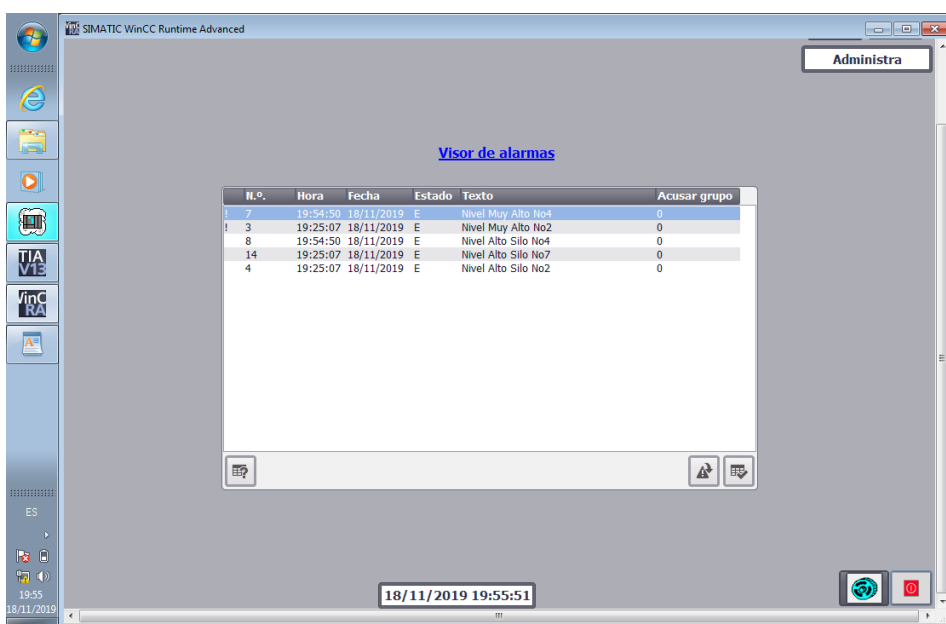 SIMATIC WinCC Runtime Advanced
Administra
Visor de alarmas
N.º. Hora Fecha Estado Texto Acusar grupo
! 7 19:54:50 18/11/2019 E Nivel Muy Alto No4 0
! 3 19:25:07 18/11/2019 E Nivel Muy Alto No2 0
8 19:54:50 18/11/2019 E Nivel Alto Silo No4 0
14 19:25:07 18/11/2019 E Nivel Alto Silo No7 0
4 19:25:07 18/11/2019 E Nivel Alto Silo No2 0
TIA
V13
WinC
RA
ES
19:55
18/11/2019
18/11/2019 19:55:51